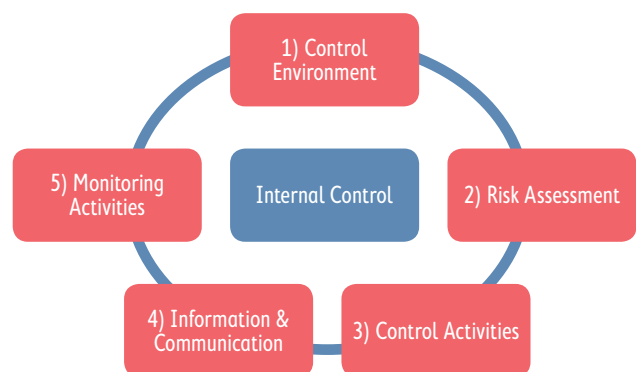 1) Control
Environment
5) Monitoring
Activities
Internal Control
2) Risk Assessment
4) Information &
Communication
3) Control Activities